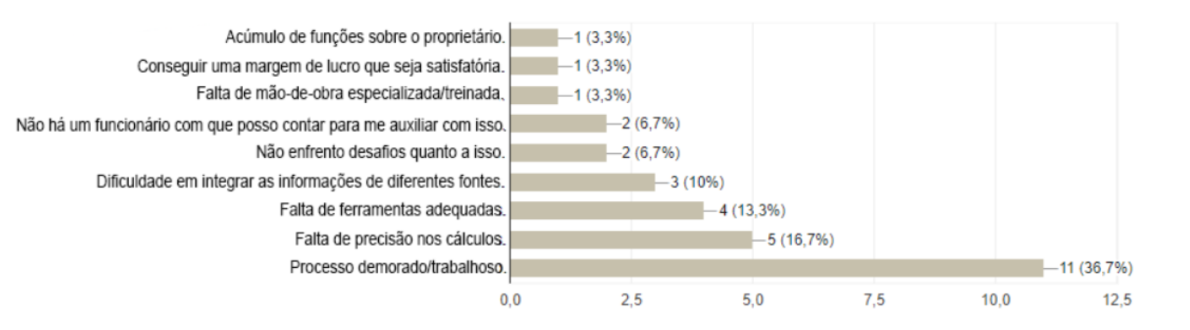 Acúmulo de funções sobre o proprietário. 1 (3,3%)
Conseguir uma margem de lucro que seja satisfatória. 1 (3,3%)
Falta de mão-de-obra especializada/treinada. 1 (3,3%)
Não há um funcionário com que posso contar para me auxiliar com isso. 2 (6,7%)
Não enfrento desafios quanto a isso. 2 (6,7%)
Dificuldade em integrar as informações de diferentes fontes. 3 (10%)
Falta de ferramentas adequadas. 4 (13,3%)
Falta de precisão nos cálculos. 5 (16,7%)
Processo demorado/trabalhoso. 11 (36,7%)
0,0 2,5 5,0 7,5 10,0 12,5